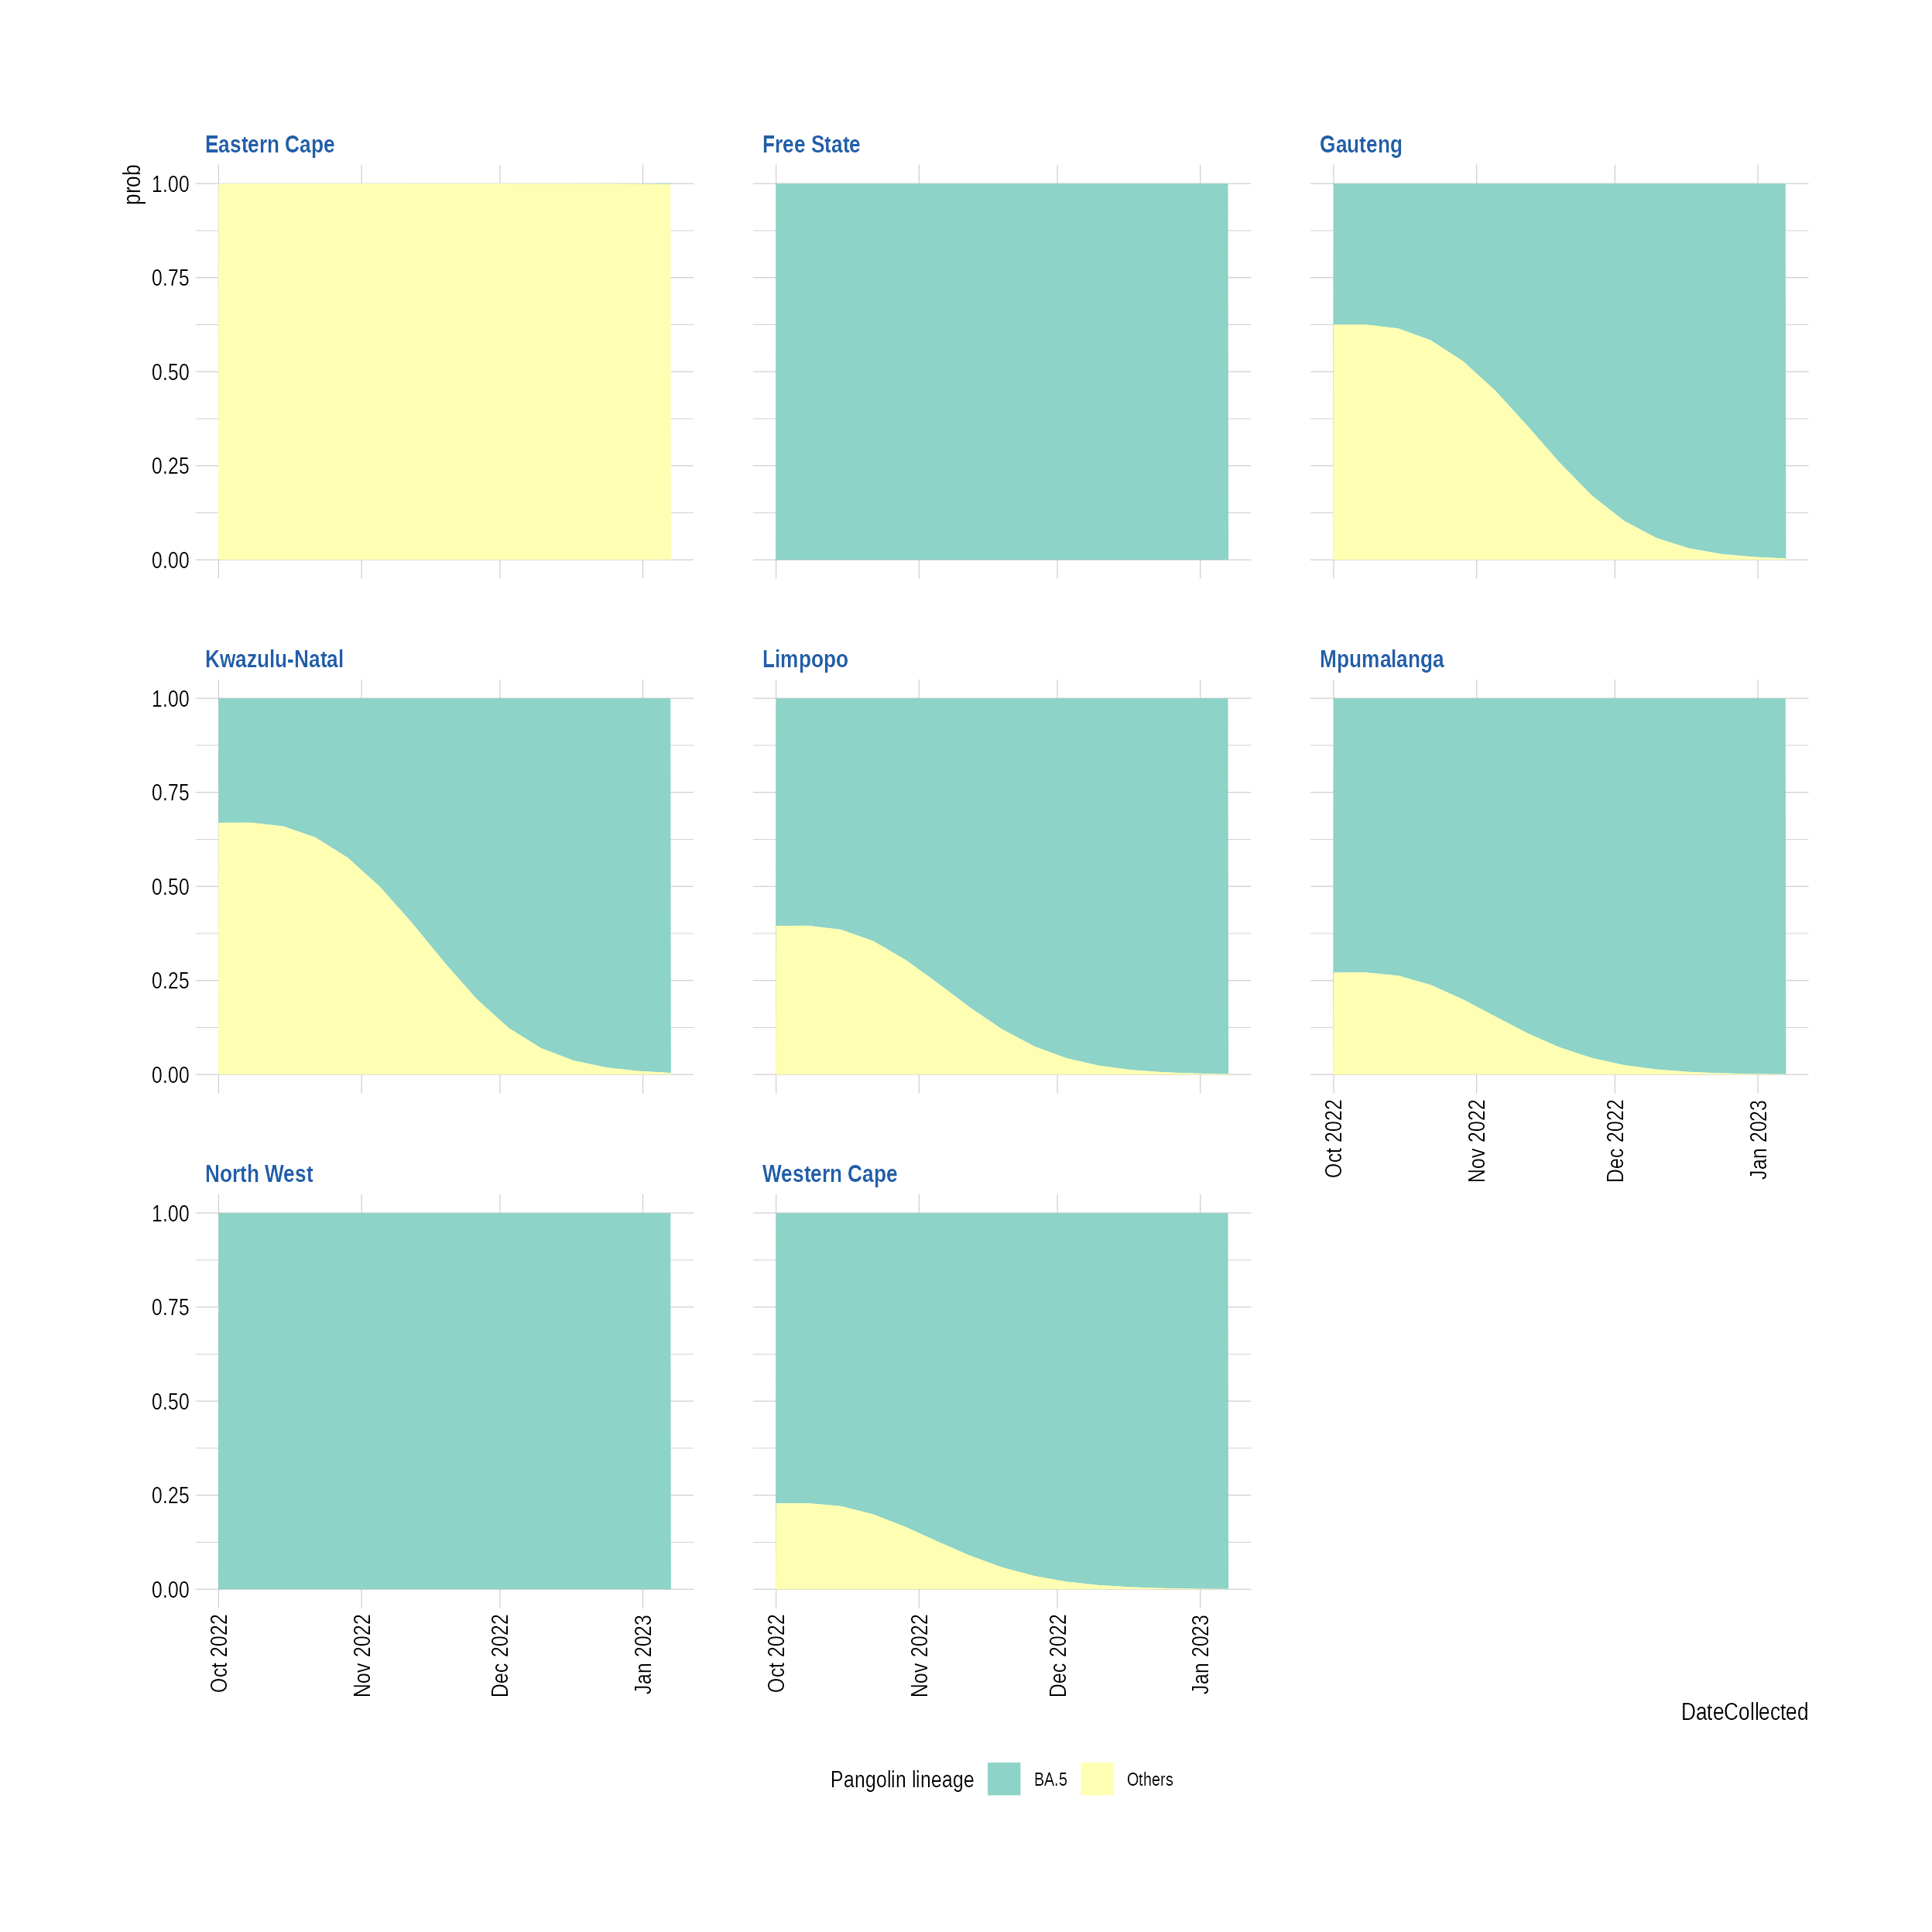 Eastern Cape
Free State
Gauteng
prob
1.00
0.75
0.50
0.25
0.00
Kwazulu-Natal
Limpopo
Mpumalanga
1.00
0.75
0.50
0.25
0.00
Oct 2022
Nov 2022
Dec 2022
Jan 2023
North West
Western Cape
1.00
0.75
0.50
0.25
0.00
Oct 2022
Nov 2022
Dec 2022
Jan 2023
Oct 2022
Nov 2022
Dec 2022
Jan 2023
DateCollected
Pangolin lineage BA.5 Others